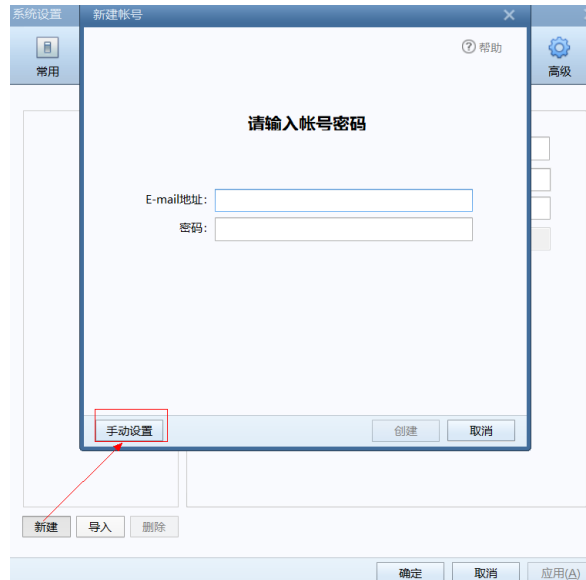 系统设置
新建帐号
常用
高级
帮助
请输入帐号密码
E-mail地址:
密码:
手动设置
创建
取消
新建
导入
删除
确定
取消
应用(A)